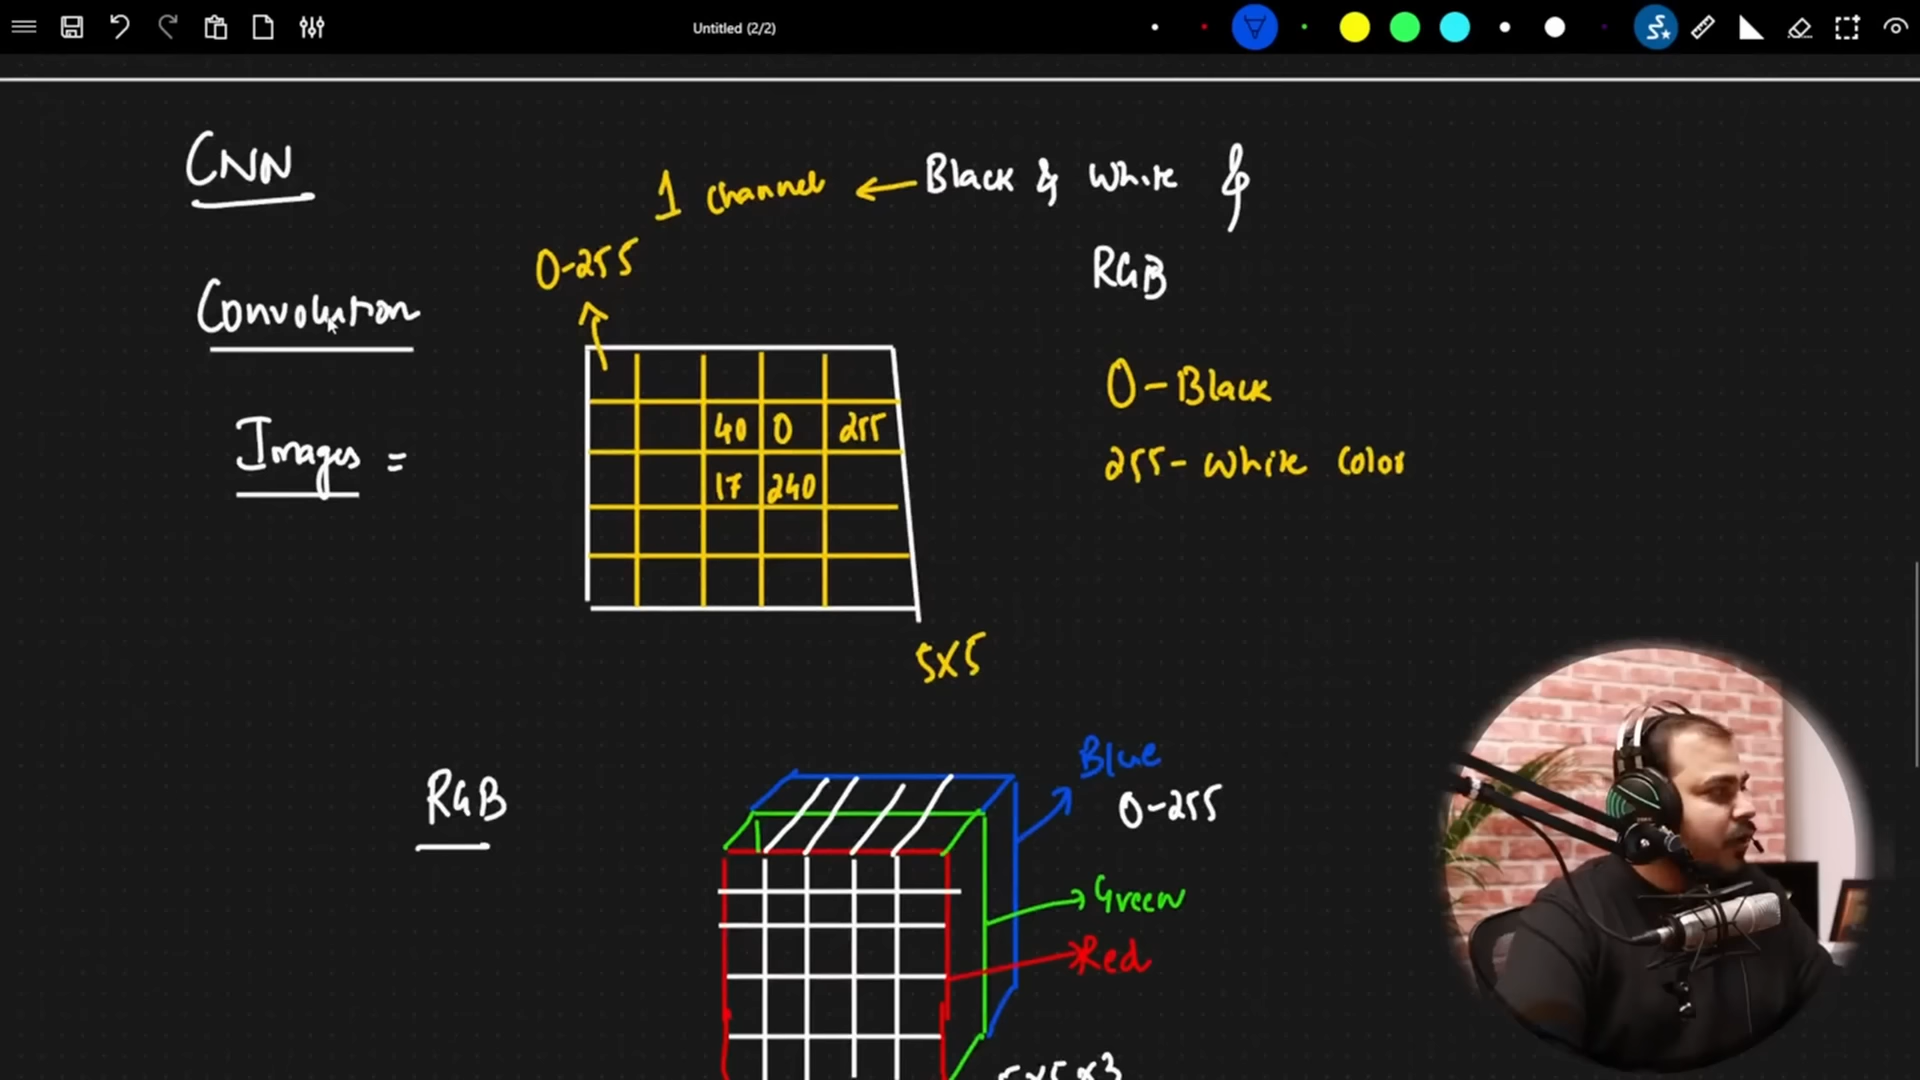 Untitled (2/2)
CNN
1 channel ← Black & White &
RGB
0-255
Convolution
0-Black
40 0 255
255- White Color
Images =
17 240
5x5
RGB
Blue
0-255
Green
Red
5x5x3